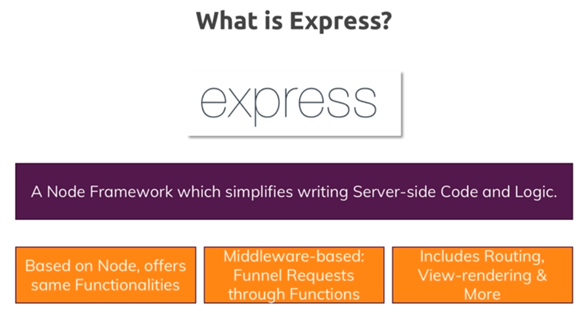 What is Express?
express
A Node Framework which simplifies writing Server-side Code and Logic.
Based on Node, offers
same Functionalities
Middleware-based:
Funnel Requests
through Functions
Includes Routing,
View-rendering &
More